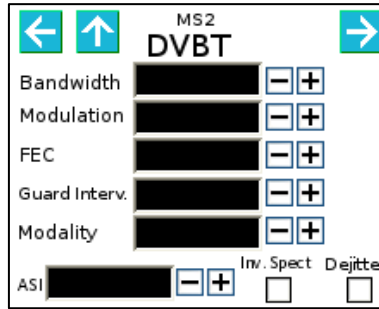 MS2
DVBT
Bandwidth
Modulation
FEC
Guard Interv.
Modality
Inv. Spect Dejitte
ASI